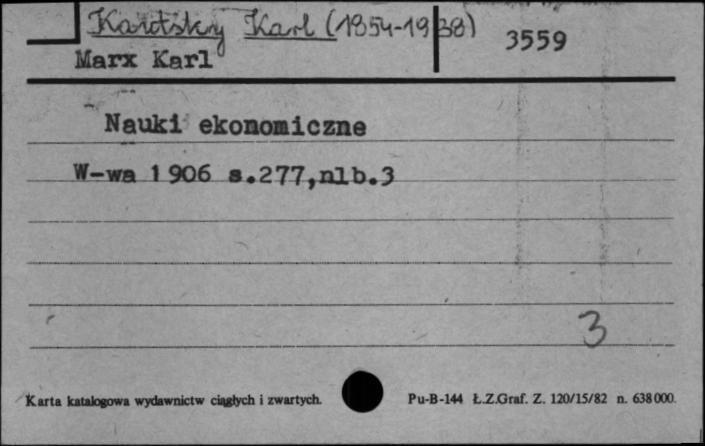 Kautsky Karl (1854-1938) 3559
Marx Karl
Nauki ekonomiczne
W-wa 1906 s.277,nlb.3
3
Karta katalogowa wydawnictw ciągłych i zwartych. Pu-B-144 Ł.Z.Graf. Z. 120/15/82 n. 638000.